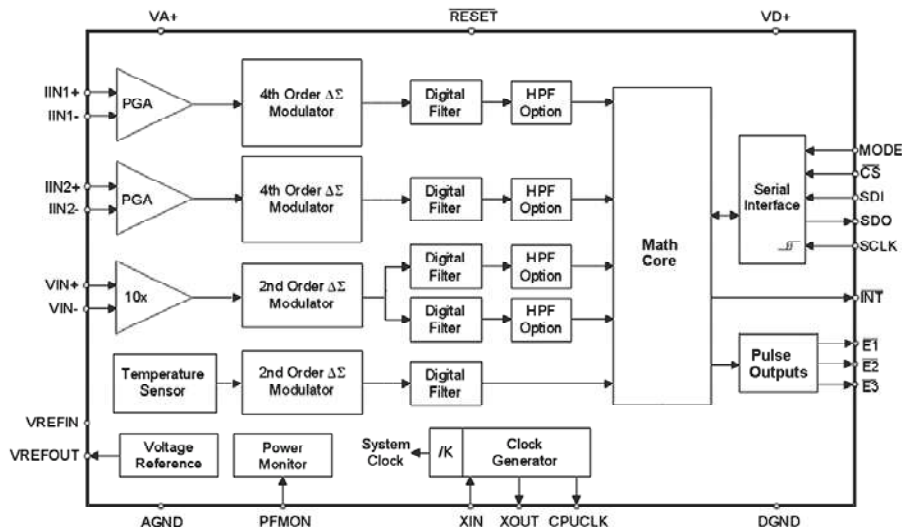 VA+
RESET
VD+
IIN1+
IIN1-
PGA
4th Order ΔΣ
Modulator
Digital
Filter
HPF
Option
IIN2+
IIN2-
PGA
4th Order ΔΣ
Modulator
Digital
Filter
HPF
Option
VIN+
VIN-
10x
2nd Order ΔΣ
Modulator
Digital
Filter
HPF
Option
Digital
Filter
HPF
Option
Temperature
Sensor
2nd Order ΔΣ
Modulator
Digital
Filter
Math
Core
Serial
Interface
MODE
CS
SDI
SDO
SCLK
INT
Pulse
Outputs
E1
E2
E3
VREFIN
VREFOUT
Voltage
Reference
Power
Monitor
System
Clock
/K
Clock
Generator
AGND
PFMON
XIN
XOUT
CPUCLK
DGND